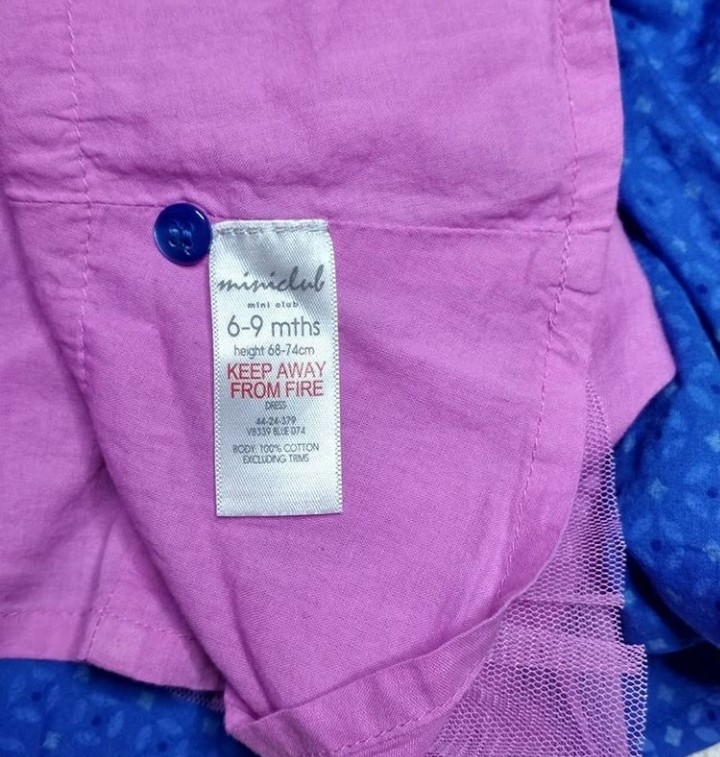 miniclub
mini club
6-9 mths
height 68-74cm
KEEP AWAY
FROM FIRE
DRESS
44-24-379
VB339 BLUE 074
BODY: 100% COTTON
EXCLUDING TRIMS